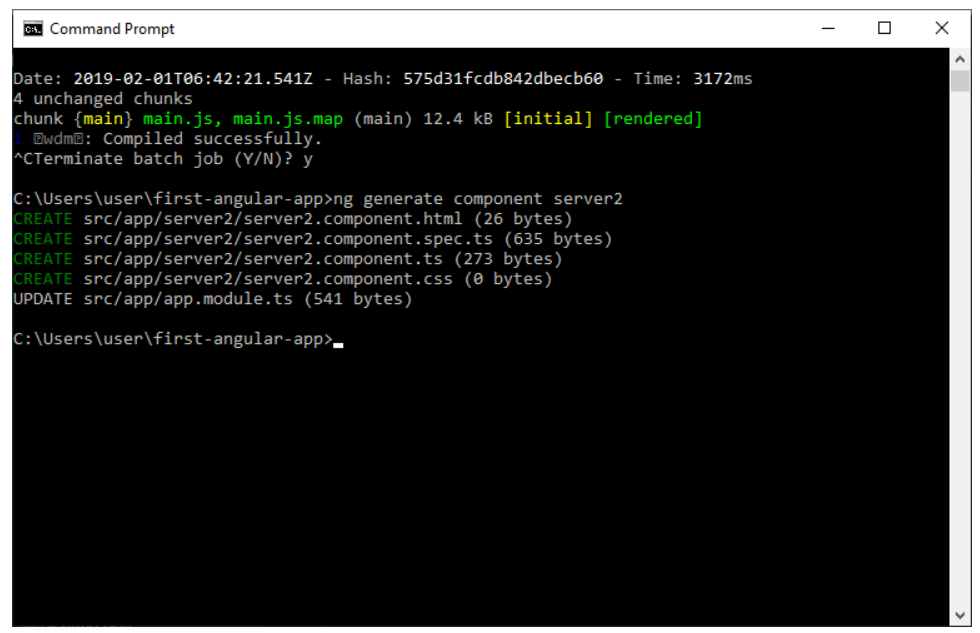 Command Prompt
Date: 2019-02-01T06:42:21.541Z - Hash: 575d31fcdb842dbecb60 - Time: 3172ms
4 unchanged chunks
chunk {main} main.js, main.js.map (main) 12.4 kB [initial] [rendered]
i 「wdm」: Compiled successfully.
^CTerminate batch job (Y/N)? y
C:\Users\user\first-angular-app>ng generate component server2
CREATE src/app/server2/server2.component.html (26 bytes)
CREATE src/app/server2/server2.component.spec.ts (635 bytes)
CREATE src/app/server2/server2.component.ts (273 bytes)
CREATE src/app/server2/server2.component.css (0 bytes)
UPDATE src/app/app.module.ts (541 bytes)
C:\Users\user\first-angular-app>